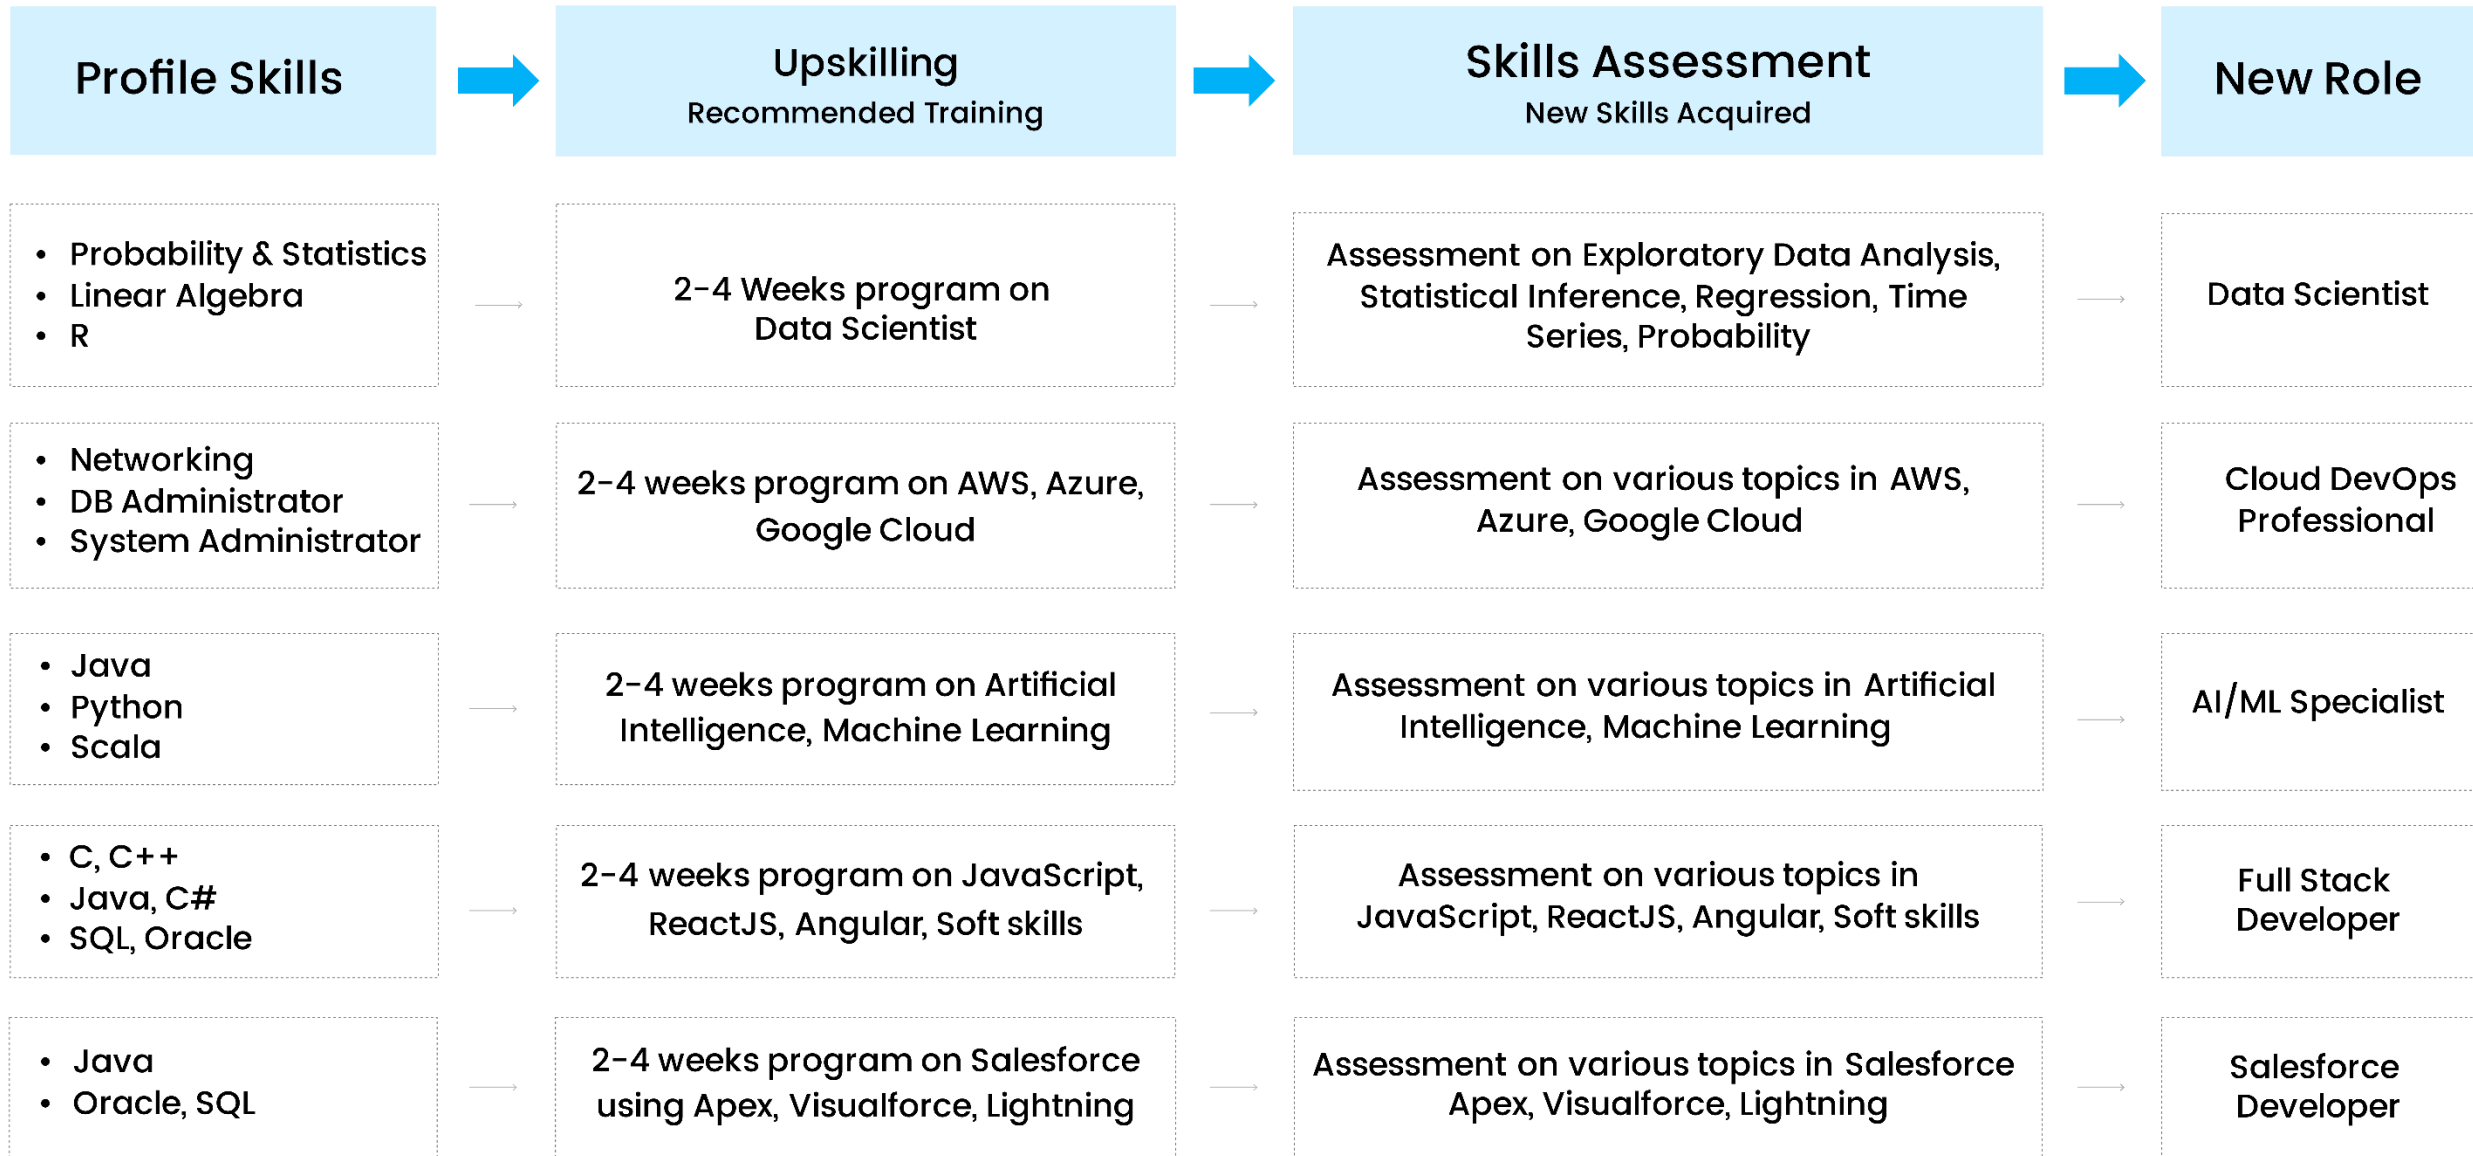 Profile Skills
Upskilling
Recommended Training
Skills Assessment
New Skills Acquired
New Role
• Probability & Statistics
• Linear Algebra
• R
2-4 Weeks program on
Data Scientist
Assessment on Exploratory Data Analysis,
Statistical Inference, Regression, Time
Series, Probability
Data Scientist
• Networking
• DB Administrator
• System Administrator
2-4 weeks program on AWS, Azure,
Google Cloud
Assessment on various topics in AWS,
Azure, Google Cloud
Cloud DevOps
Professional
• Java
• Python
• Scala
2-4 weeks program on Artificial
Intelligence, Machine Learning
Assessment on various topics in Artificial
Intelligence, Machine Learning
AI/ML Specialist
• C, C++
• Java, C#
• SQL, Oracle
2-4 weeks program on JavaScript,
ReactJS, Angular, Soft skills
Assessment on various topics in
JavaScript, ReactJS, Angular, Soft skills
Full Stack
Developer
• Java
• Oracle, SQL
2-4 weeks program on Salesforce
using Apex, Visualforce, Lightning
Assessment on various topics in Salesforce
Apex, Visualforce, Lightning
Salesforce
Developer